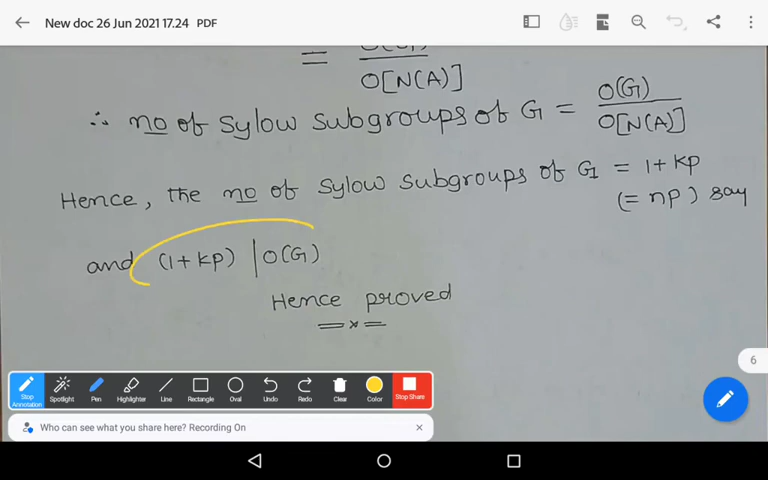 New doc 26 Jun 2021 17.24 PDF
=
O[N(A)]
∴ no of Sylow subgroups of G = O(G)
O[N(A)]
Hence, the no of Sylow subgroups of G = 1+kp
(= np) say
and (1+kp) | O(G)
Hence proved
=x=
6
Stop Annotation Spotlight Pen Highlighter Line Rectangle Oval Undo Redo Clear Color Stop Share
Who can see what you share here? Recording On